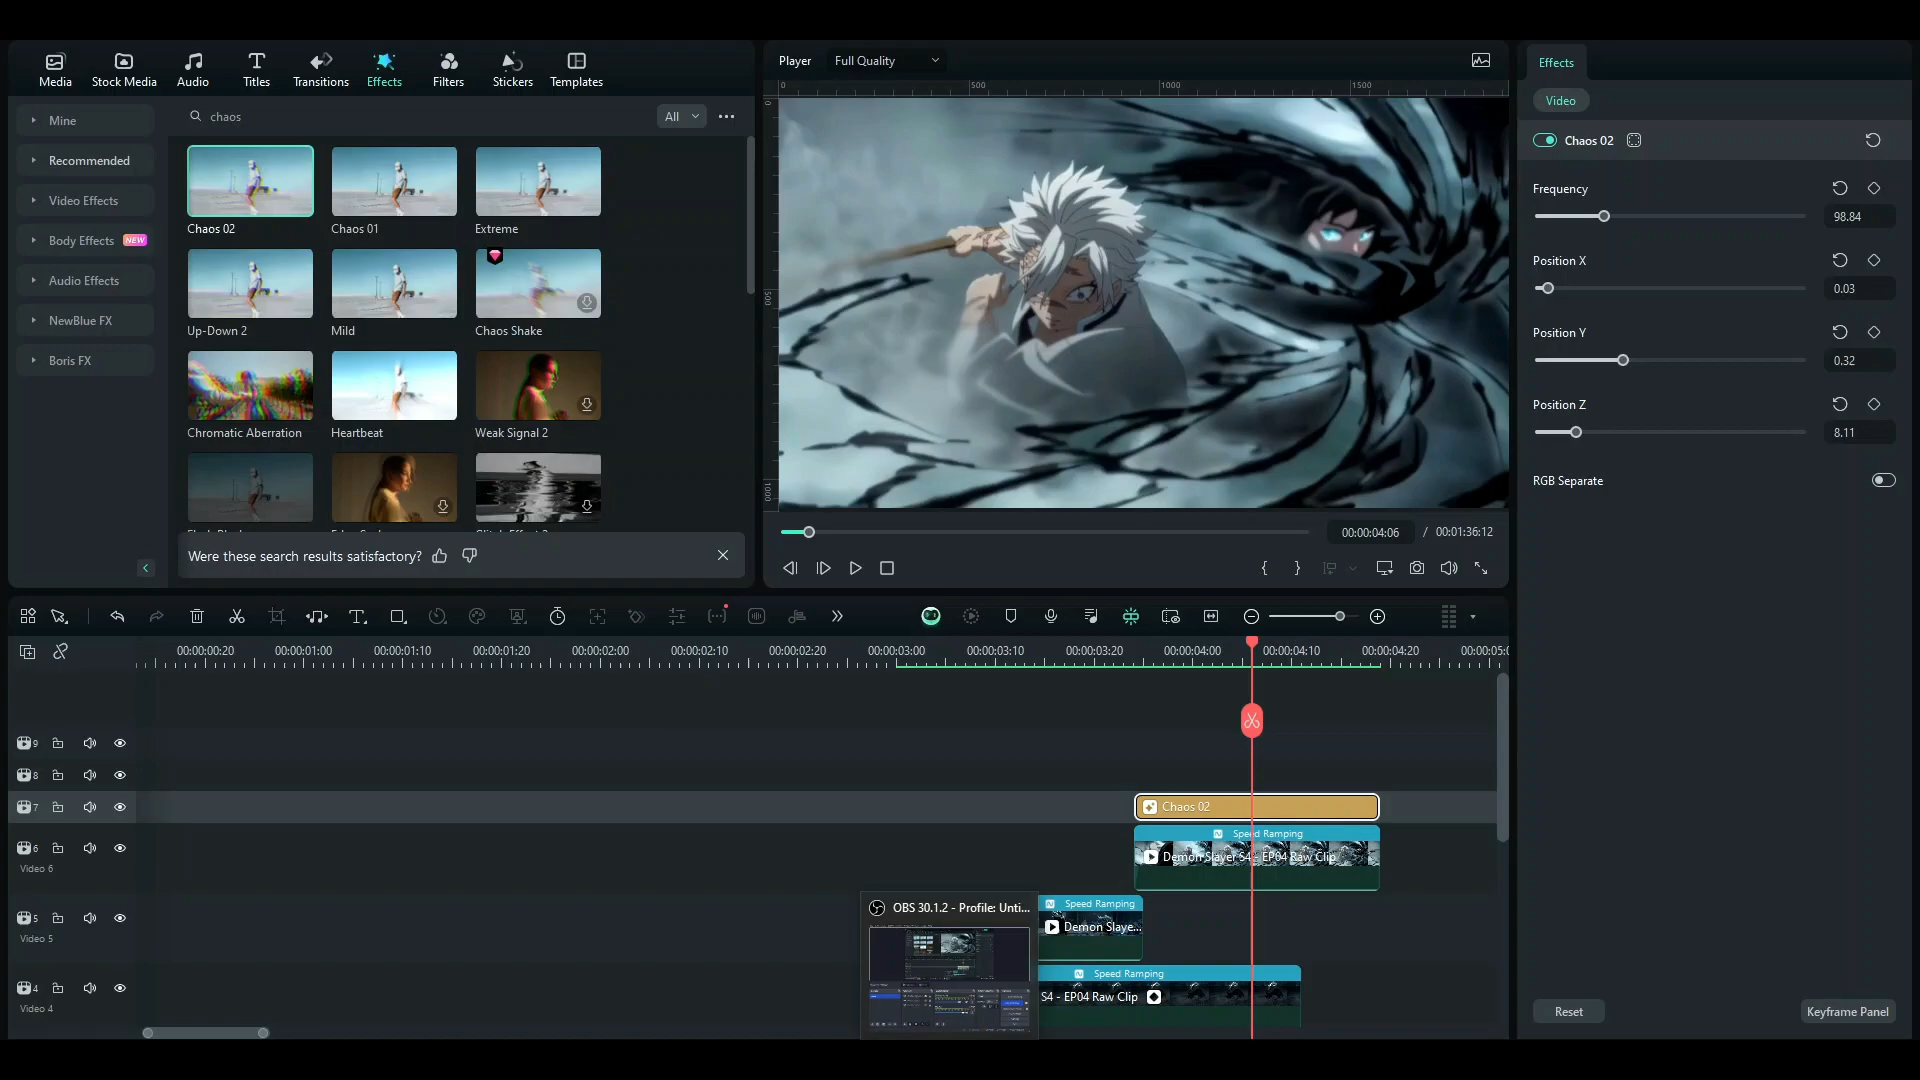 Media
Stock Media
Audio
Titles
Transitions
Effects
Filters
Stickers
Templates
Mine
Recommended
Video Effects
Body Effects NEW
Audio Effects
NewBlue FX
Boris FX
chaos
All
Chaos 02
Chaos 01
Extreme
Up-Down 2
Mild
Chaos Shake
Chromatic Aberration
Heartbeat
Weak Signal 2
Were these search results satisfactory?
Player
Full Quality
0
500
1000
1500
0
500
1000
00:00:04:06 / 00:01:36:12
Effects
Video
Chaos 02
Frequency
98.84
Position X
0.03
Position Y
0.32
Position Z
8.11
RGB Separate
Reset
Keyframe Panel
00:00:00:20
00:00:01:00
00:00:01:10
00:00:01:20
00:00:02:00
00:00:02:10
00:00:02:20
00:00:03:00
00:00:03:10
00:00:03:20
00:00:04:00
00:00:04:10
00:00:04:20
9
8
7
Chaos 02
6
Video 6
Speed Ramping
Demon Slayer S4 - EP04 Raw Clip
5
Video 5
OBS 30.1.2 - Profile: Unti...
Speed Ramping
Demon Slaye...
4
Video 4
Speed Ramping
S4 - EP04 Raw Clip